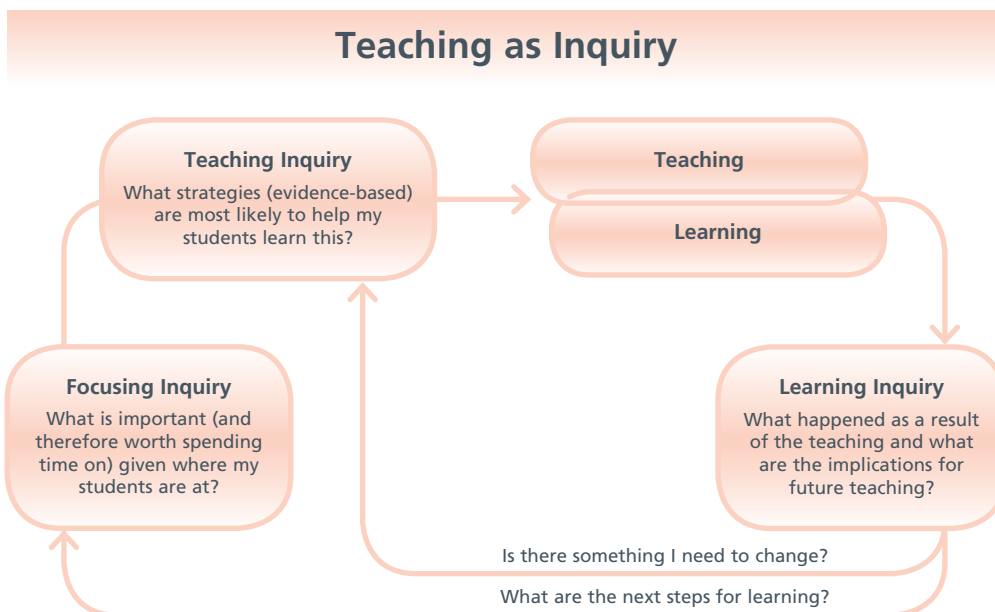 Teaching as Inquiry
Teaching Inquiry
What strategies (evidence-based)
are most likely to help my
students learn this?
Teaching
Learning
Focusing Inquiry
What is important (and
therefore worth spending
time on) given where my
students are at?
Learning Inquiry
What happened as a result
of the teaching and what
are the implications for
future teaching?
Is there something I need to change?
What are the next steps for learning?